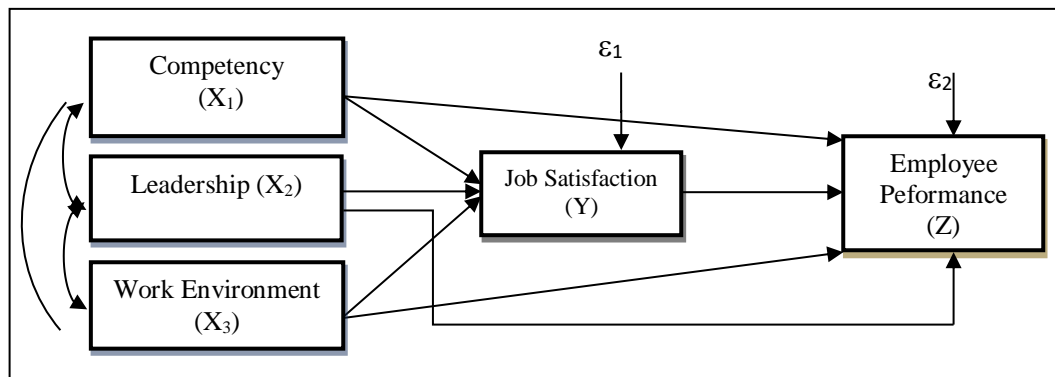 Competency
(X₁)
Leadership (X₂)
Work Environment
(X₃)
ε₁
Job Satisfaction
(Y)
ε₂
Employee
Peformance
(Z)